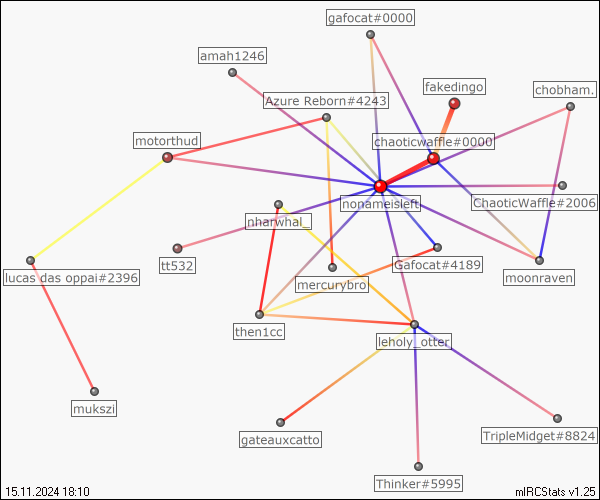 gafocat#0000
amah1246
fakedingo
chobham.
Azure Reborn#4243
motorthud
chaoticwaffle#0000
nonameisleft
ChaoticWaffle#2006
nharwhal_
tt532
Gafocat#4189
lucas das oppai#2396
mercurybro
moonraven
then1cc
leholy_otter
mukszi
gateauxcatto
TripleMidget#8824
Thinker#5995
15.11.2024 18:10
mIRCStats v1.25